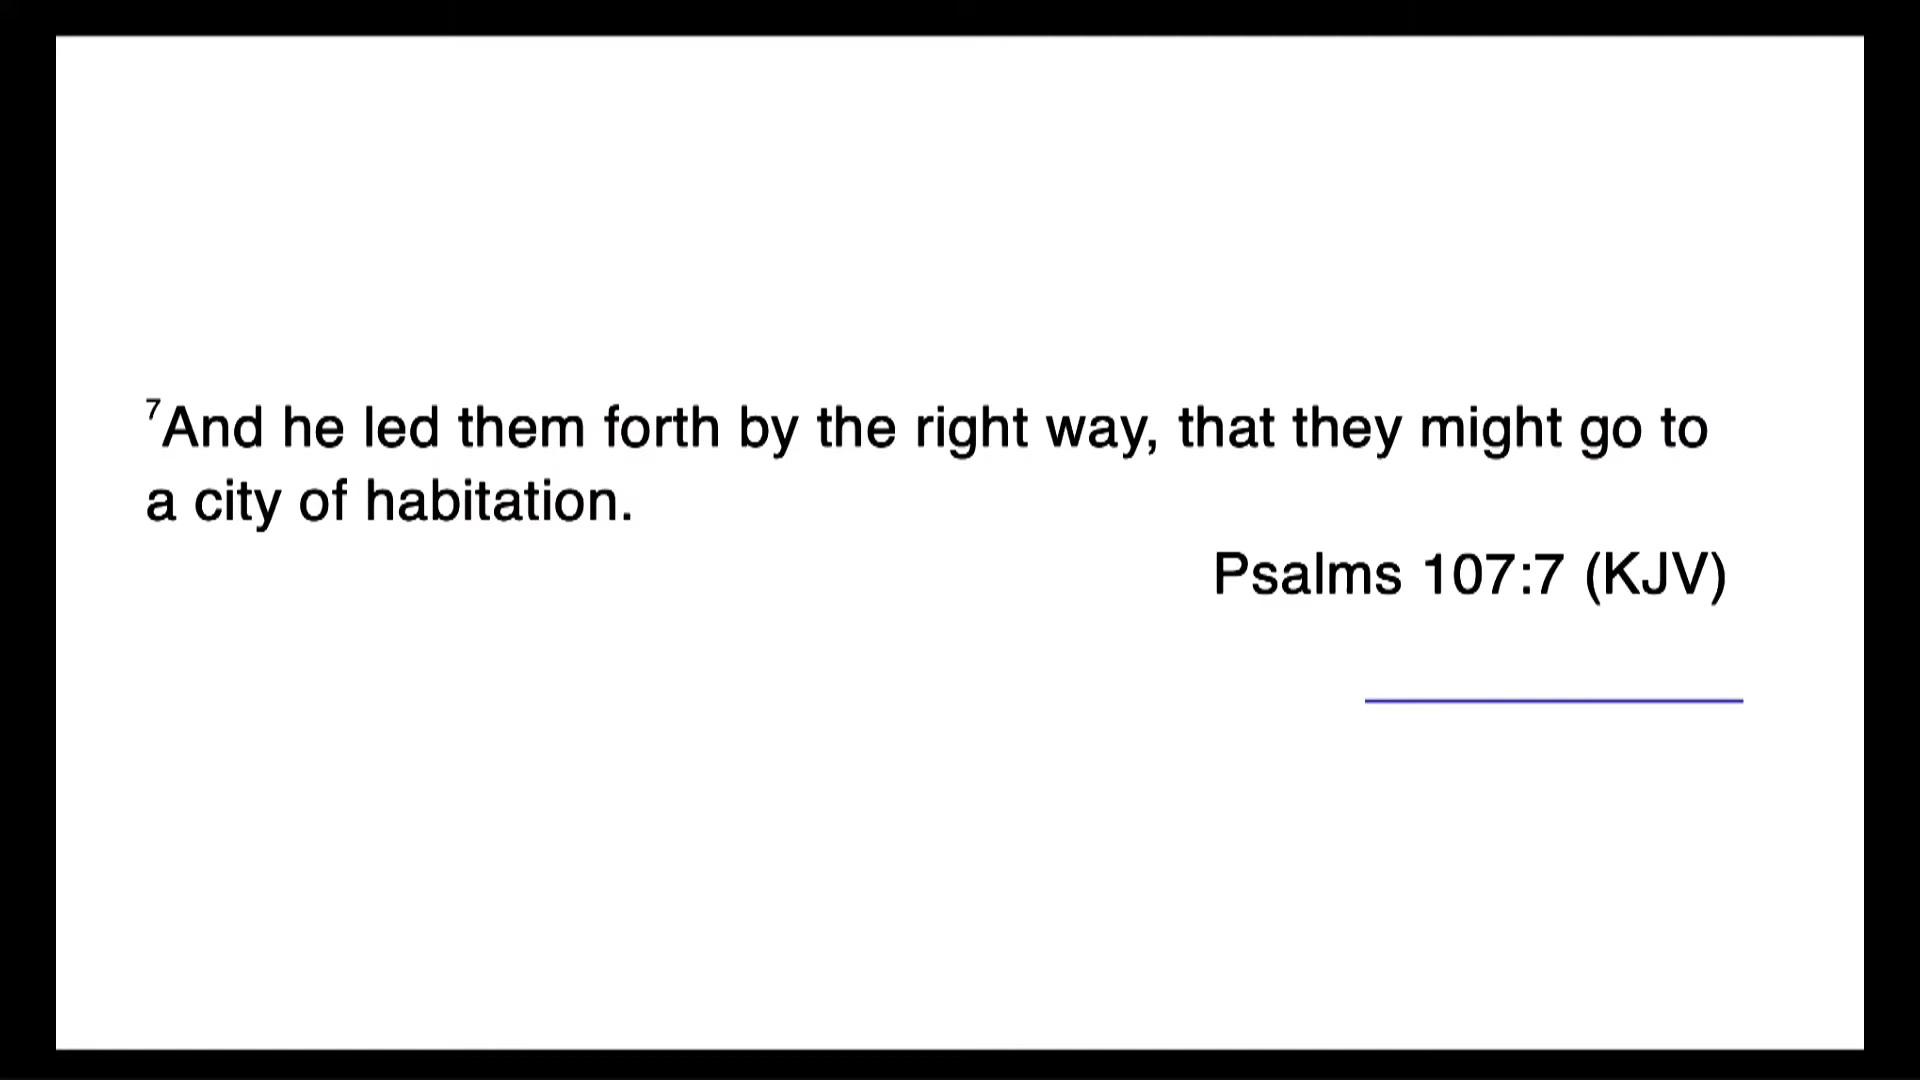 ⁷And he led them forth by the right way, that they might go to
a city of habitation.
Psalms 107:7 (KJV)